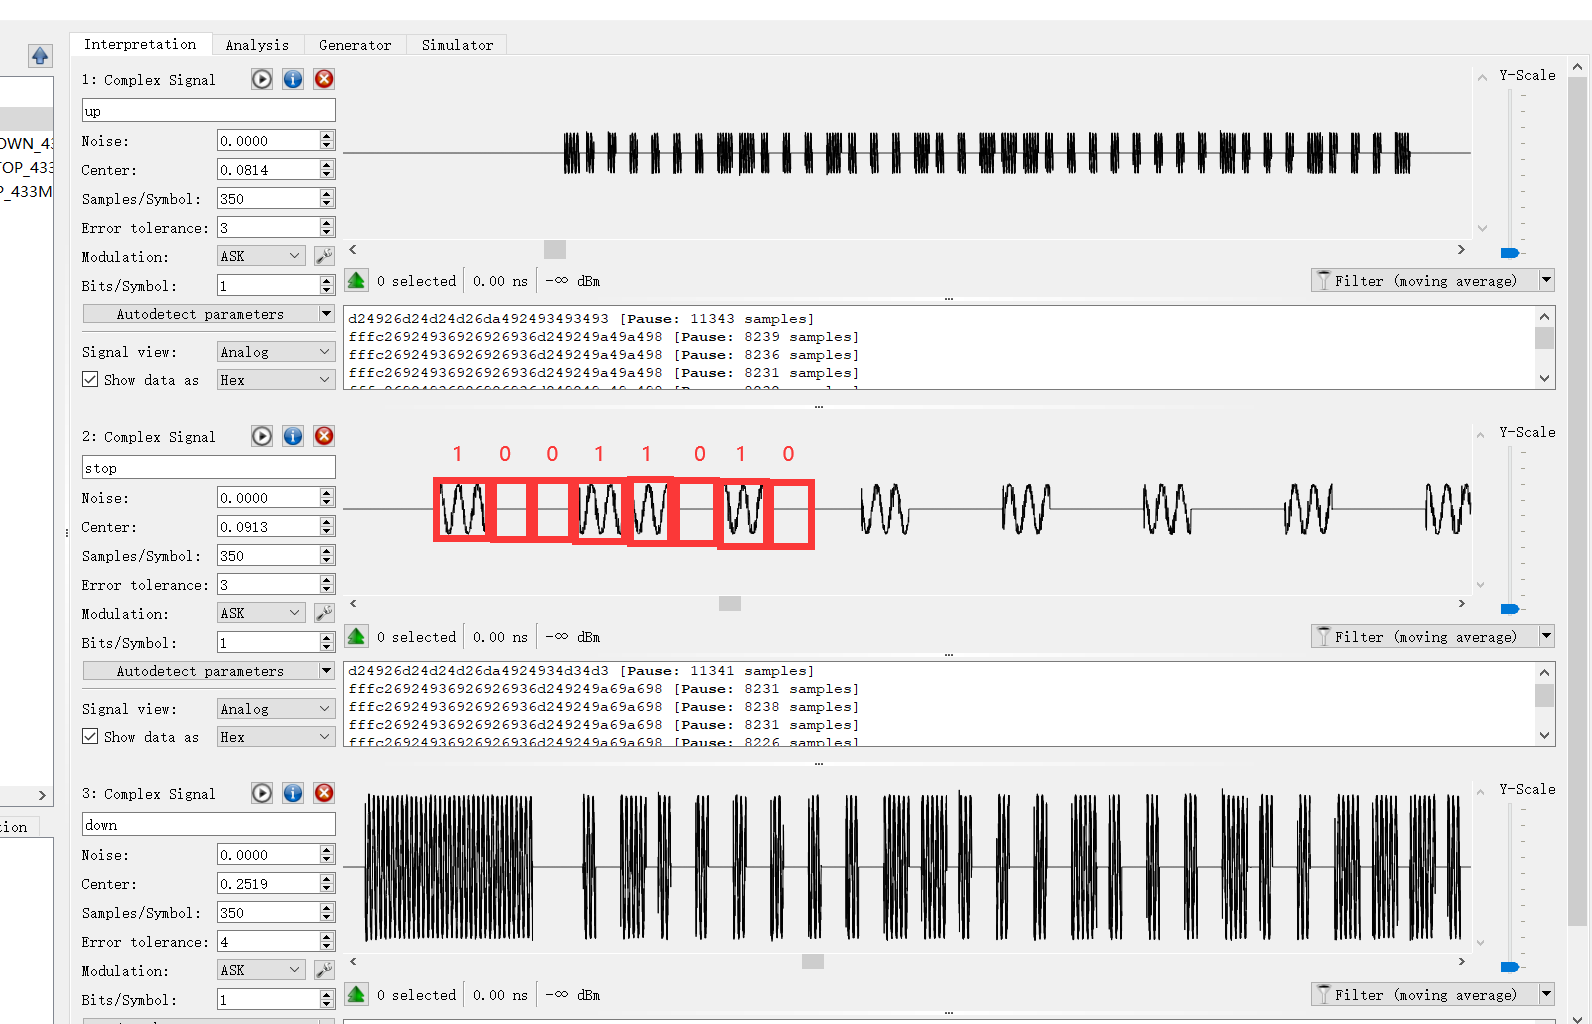 Interpretation Analysis Generator Simulator
1: Complex Signal
Y-Scale
up
OWN_43
TOP_433
P_433M
Noise: 0.0000
Center: 0.0814
Samples/Symbol: 350
Error tolerance: 3
Modulation: ASK
Bits/Symbol: 1
0 selected 0.00 ns -∞ dBm
Filter (moving average)
Autodetect parameters
Signal view: Analog
Show data as Hex
d24926d24d24d26da492493493493 [Pause: 11343 samples]
fffc26924936926926936d249249a49a498 [Pause: 8239 samples]
fffc26924936926926936d249249a49a498 [Pause: 8236 samples]
fffc26924936926926936d249249a49a498 [Pause: 8231 samples]
2: Complex Signal
Y-Scale
stop
1 0 0 1 1 0 1 0
Noise: 0.0000
Center: 0.0913
Samples/Symbol: 350
Error tolerance: 3
Modulation: ASK
Bits/Symbol: 1
0 selected 0.00 ns -∞ dBm
Filter (moving average)
Autodetect parameters
Signal view: Analog
Show data as Hex
d24926d24d24d26da4924934d34d3 [Pause: 11341 samples]
fffc26924936926926936d249249a69a698 [Pause: 8231 samples]
fffc26924936926926936d249249a69a698 [Pause: 8238 samples]
fffc26924936926926936d249249a69a698 [Pause: 8231 samples]
fffc26924936926926936d249249a69a698 [Pause: 8226 samples]
3: Complex Signal
Y-Scale
down
tion
Noise: 0.0000
Center: 0.2519
Samples/Symbol: 350
Error tolerance: 4
Modulation: ASK
Bits/Symbol: 1
0 selected 0.00 ns -∞ dBm
Filter (moving average)